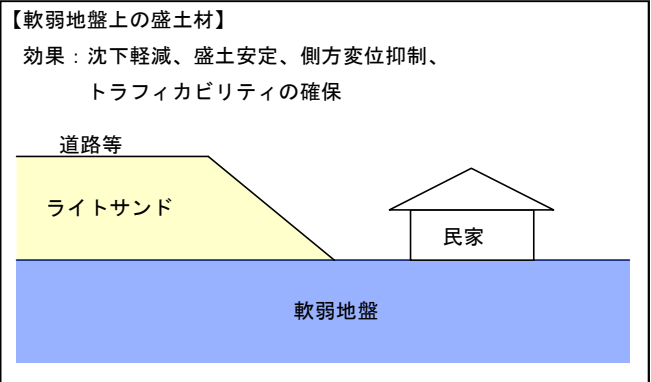 【軟弱地盤上の盛土材】
効果：沈下軽減、盛土安定、側方変位抑制、
トラフィカビリティの確保
道路等
ライトサンド
民家
軟弱地盤